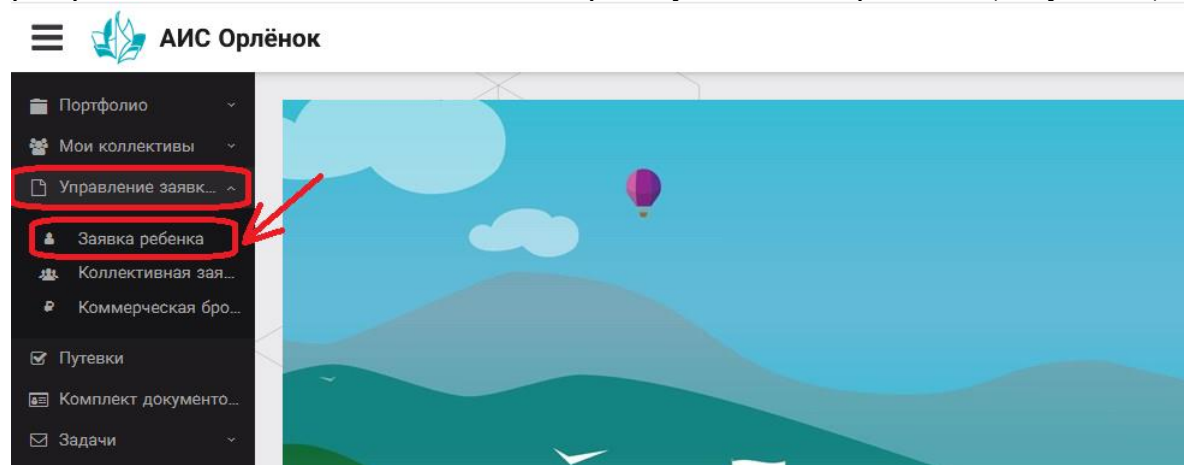 АИС Орлёнок
Портфолио
Мои коллективы
Управление заявк...
Заявка ребенка
Коллективная зая...
Коммерческая бро...
Путевки
Комплект документо...
Задачи